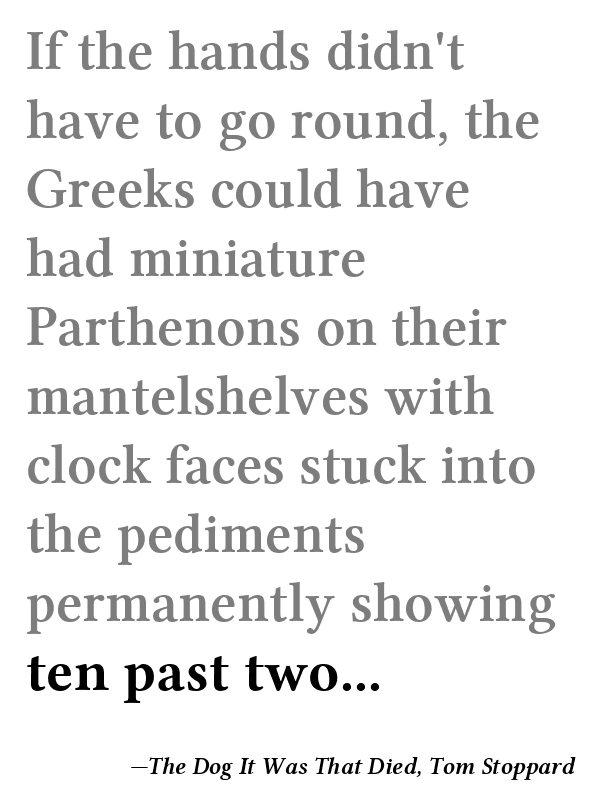 If the hands didn't
have to go round, the
Greeks could have
had miniature
Parthenons on their
mantelshelves with
clock faces stuck into
the pediments
permanently showing
ten past two...
—The Dog It Was That Died, Tom Stoppard